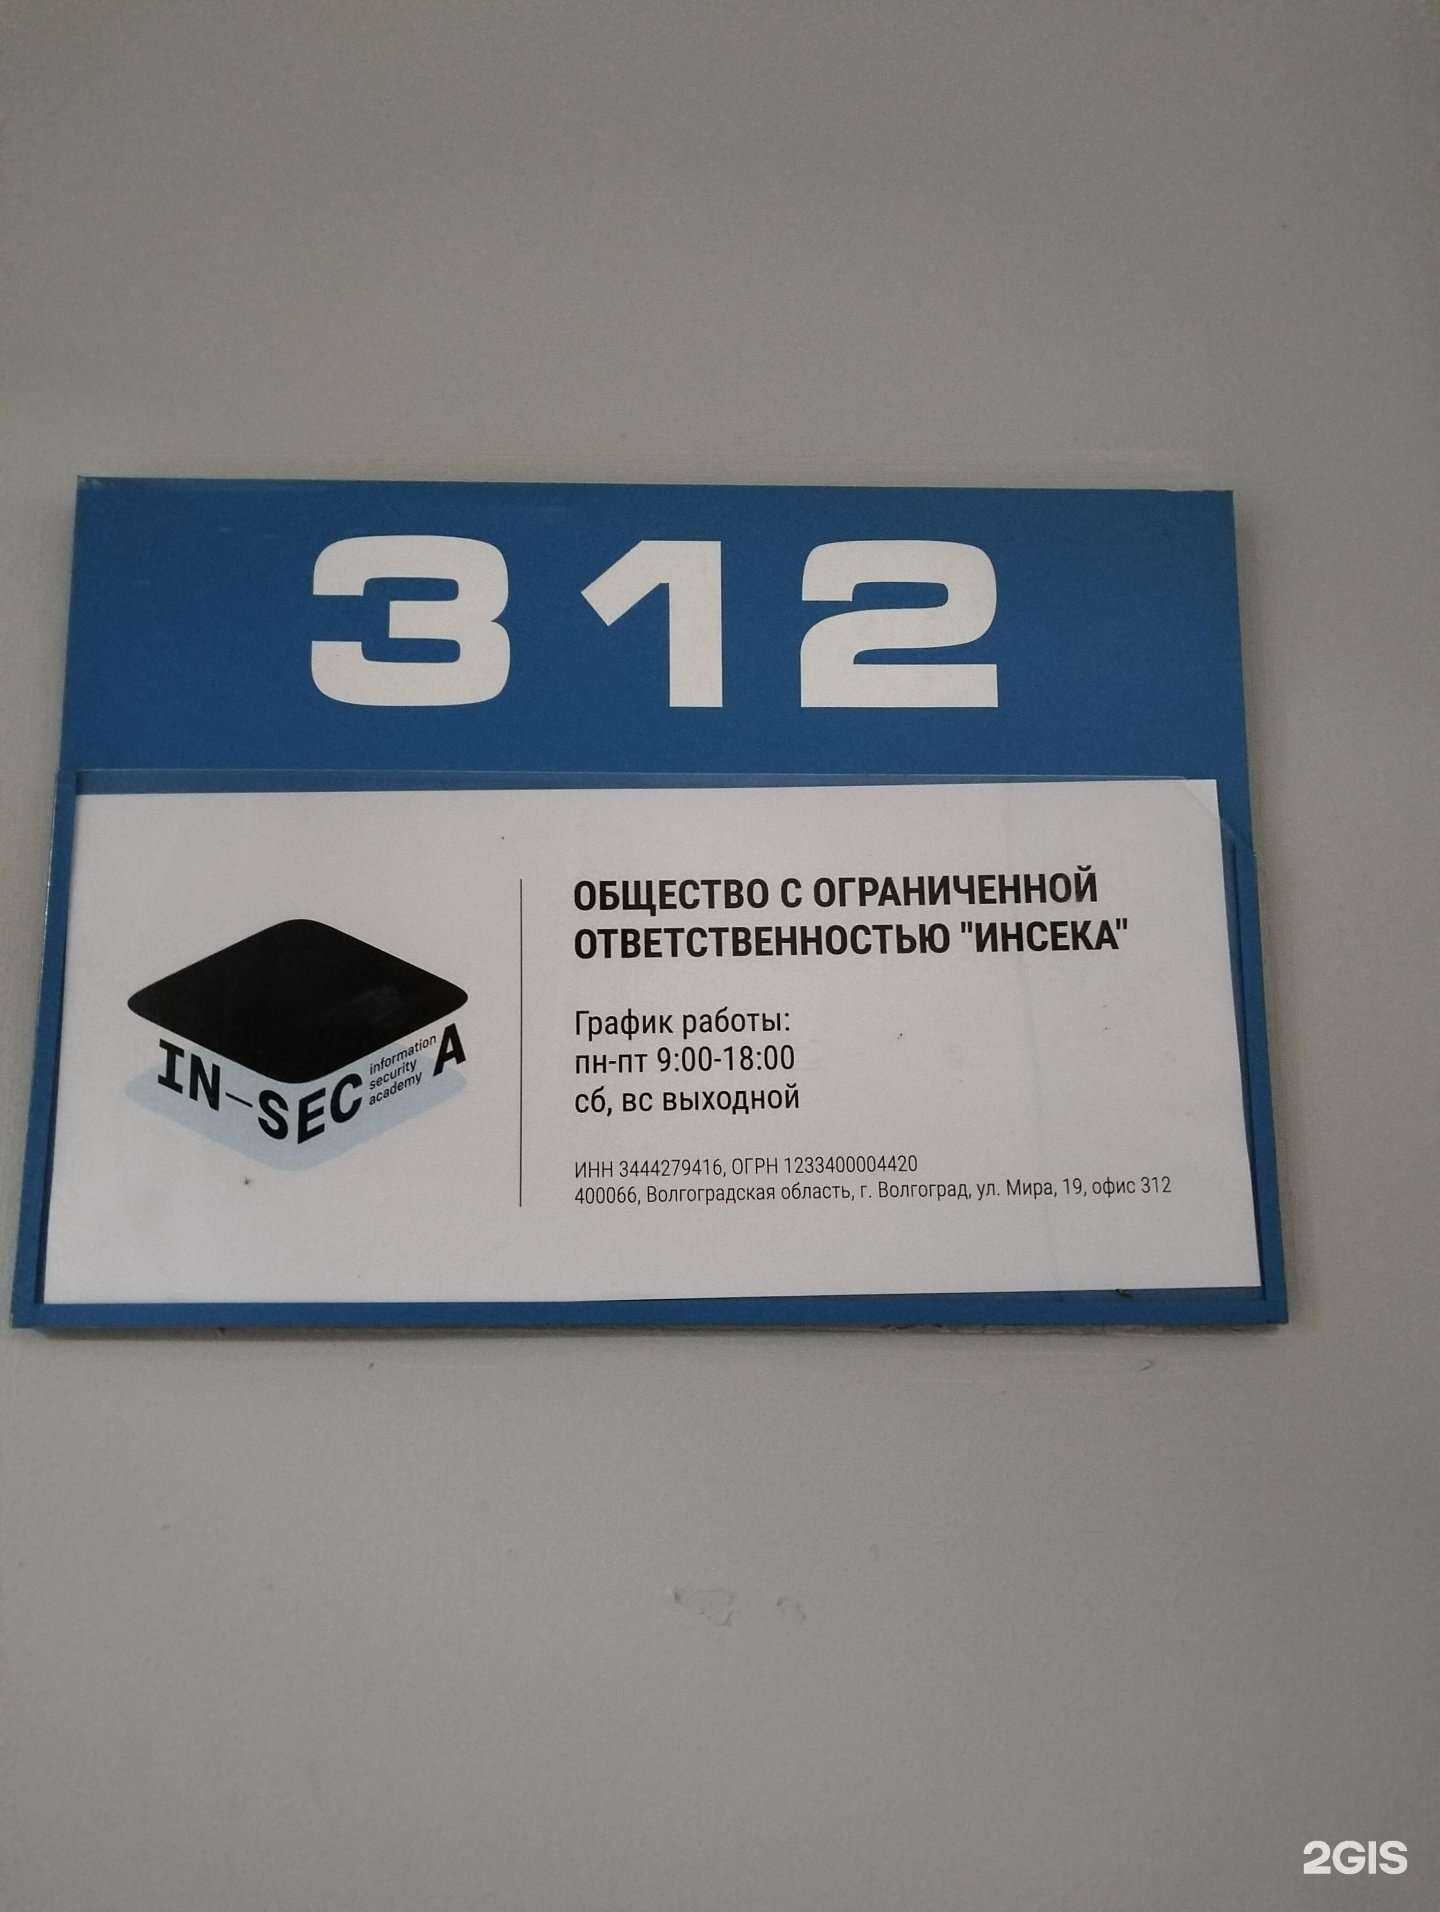 312
IN-SEC
information
security
academy
A
ОБЩЕСТВО С ОГРАНИЧЕННОЙ
ОТВЕТСТВЕННОСТЬЮ "ИНСЕКА"
График работы:
пн-пт 9:00-18:00
сб, вс выходной
ИНН 3444279416, ОГРН 1233400004420
400066, Волгоградская область, г. Волгоград, ул. Мира, 19, офис 312
2GIS